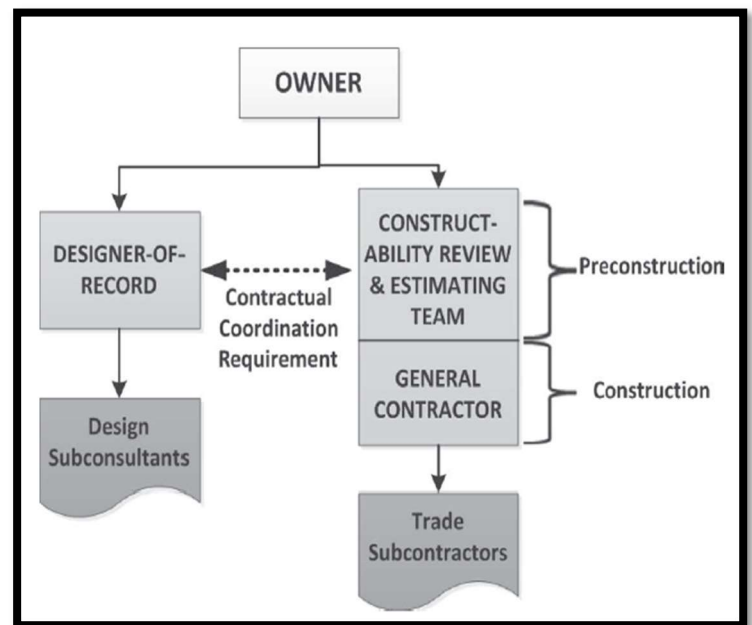 OWNER
DESIGNER-OF-
RECORD
Contractual
Coordination
Requirement
CONSTRUCT-
ABILITY REVIEW
& ESTIMATING
TEAM
Preconstruction
GENERAL
CONTRACTOR
Construction
Design
Subconsultants
Trade
Subcontractors